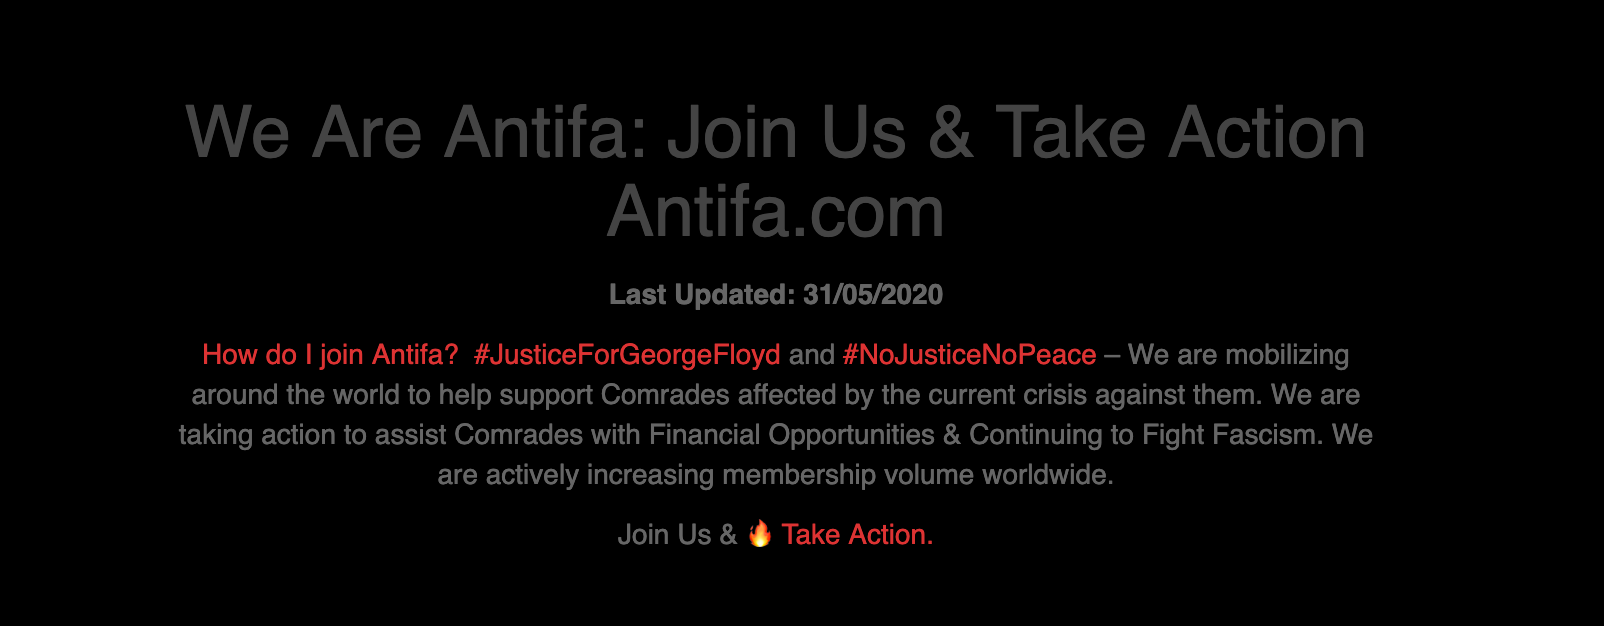 We Are Antifa: Join Us & Take Action
Antifa.com
Last Updated: 31/05/2020
How do I join Antifa?  #JusticeForGeorgeFloyd and #NoJusticeNoPeace – We are mobilizing
around the world to help support Comrades affected by the current crisis against them. We are
taking action to assist Comrades with Financial Opportunities & Continuing to Fight Fascism. We
are actively increasing membership volume worldwide.
Join Us & 🔥 Take Action.